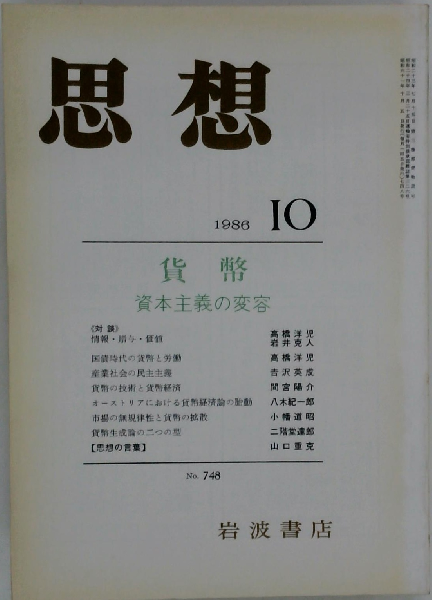 思想
1986 10
貨幣
資本主義の変容
《対談》
情報・贈与・価値 高橋洋児
岩井克人
国債時代の貨幣と労働 高橋洋児
産業社会の民主主義 吉沢英成
貨幣の技術と貨幣経済 間宮陽介
オーストリアにおける貨幣経済論の胎動 八木紀一郎
市場の無規律性と貨幣の拡散 小幡道昭
貨幣生成論の二つの型 二階堂達郎
【思想の言葉】 山口重克
No. 748
岩波書店